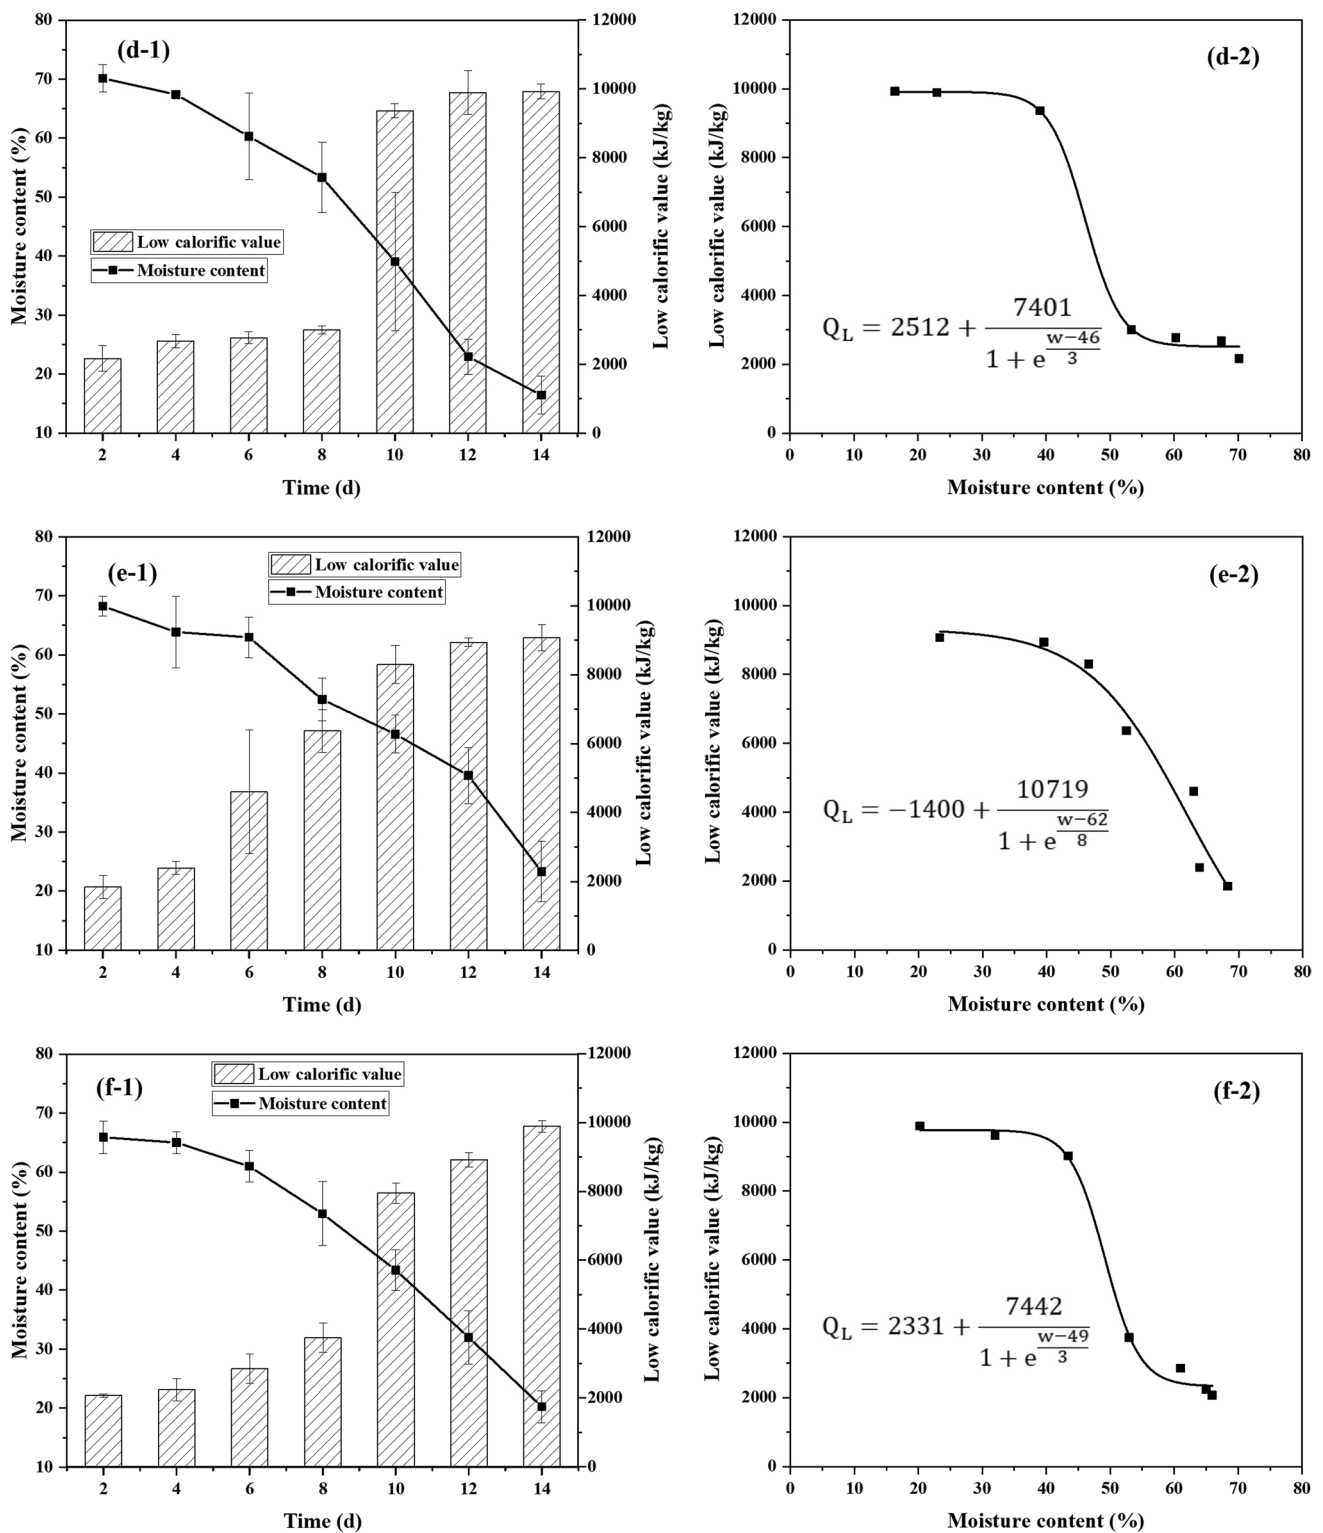 (d-1)
Moisture content (%)
80
70
60
50
40
30
20
10
Low calorific value
Moisture content
12000
10000
8000
6000
4000
2000
0
Low calorific value (kJ/kg)
2 4 6 8 10 12 14
Time (d)
(d-2)
Low calorific value (kJ/kg)
12000
10000
8000
6000
4000
2000
0
Q_L = 2512 + 7401 / (1 + e^((w−46)/3))
0 10 20 30 40 50 60 70 80
Moisture content (%)
(e-1)
Moisture content (%)
80
70
60
50
40
30
20
10
Low calorific value
Moisture content
12000
10000
8000
6000
4000
2000
0
Low calorific value (kJ/kg)
2 4 6 8 10 12 14
Time (d)
(e-2)
Low calorific value (kJ/kg)
12000
10000
8000
6000
4000
2000
0
Q_L = −1400 + 10719 / (1 + e^((w−62)/8))
0 10 20 30 40 50 60 70 80
Moisture content (%)
(f-1)
Moisture content (%)
80
70
60
50
40
30
20
10
Low calorific value
Moisture content
12000
10000
8000
6000
4000
2000
0
Low calorific value (kJ/kg)
2 4 6 8 10 12 14
Time (d)
(f-2)
Low calorific value (kJ/kg)
12000
10000
8000
6000
4000
2000
0
Q_L = 2331 + 7442 / (1 + e^((w−49)/3))
0 10 20 30 40 50 60 70 80
Moisture content (%)